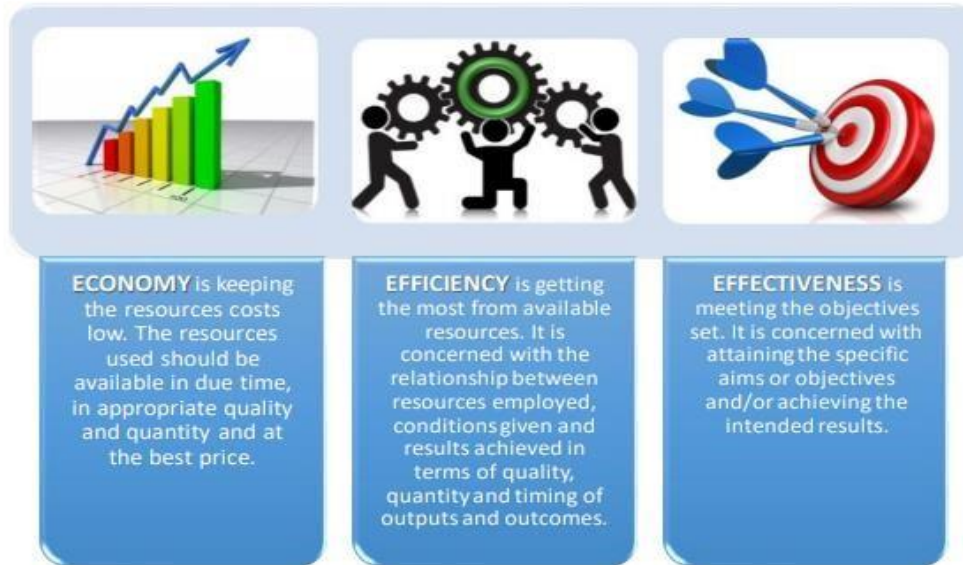 ECONOMY is keeping
the resources costs
low. The resources
used should be
available in due time,
in appropriate quality
and quantity and at
the best price.
EFFICIENCY is getting
the most from available
resources. It is
concerned with the
relationship between
resources employed,
conditions given and
results achieved in
terms of quality,
quantity and timing of
outputs and outcomes.
EFFECTIVENESS is
meeting the objectives
set. It is concerned with
attaining the specific
aims or objectives
and/or achieving the
intended results.